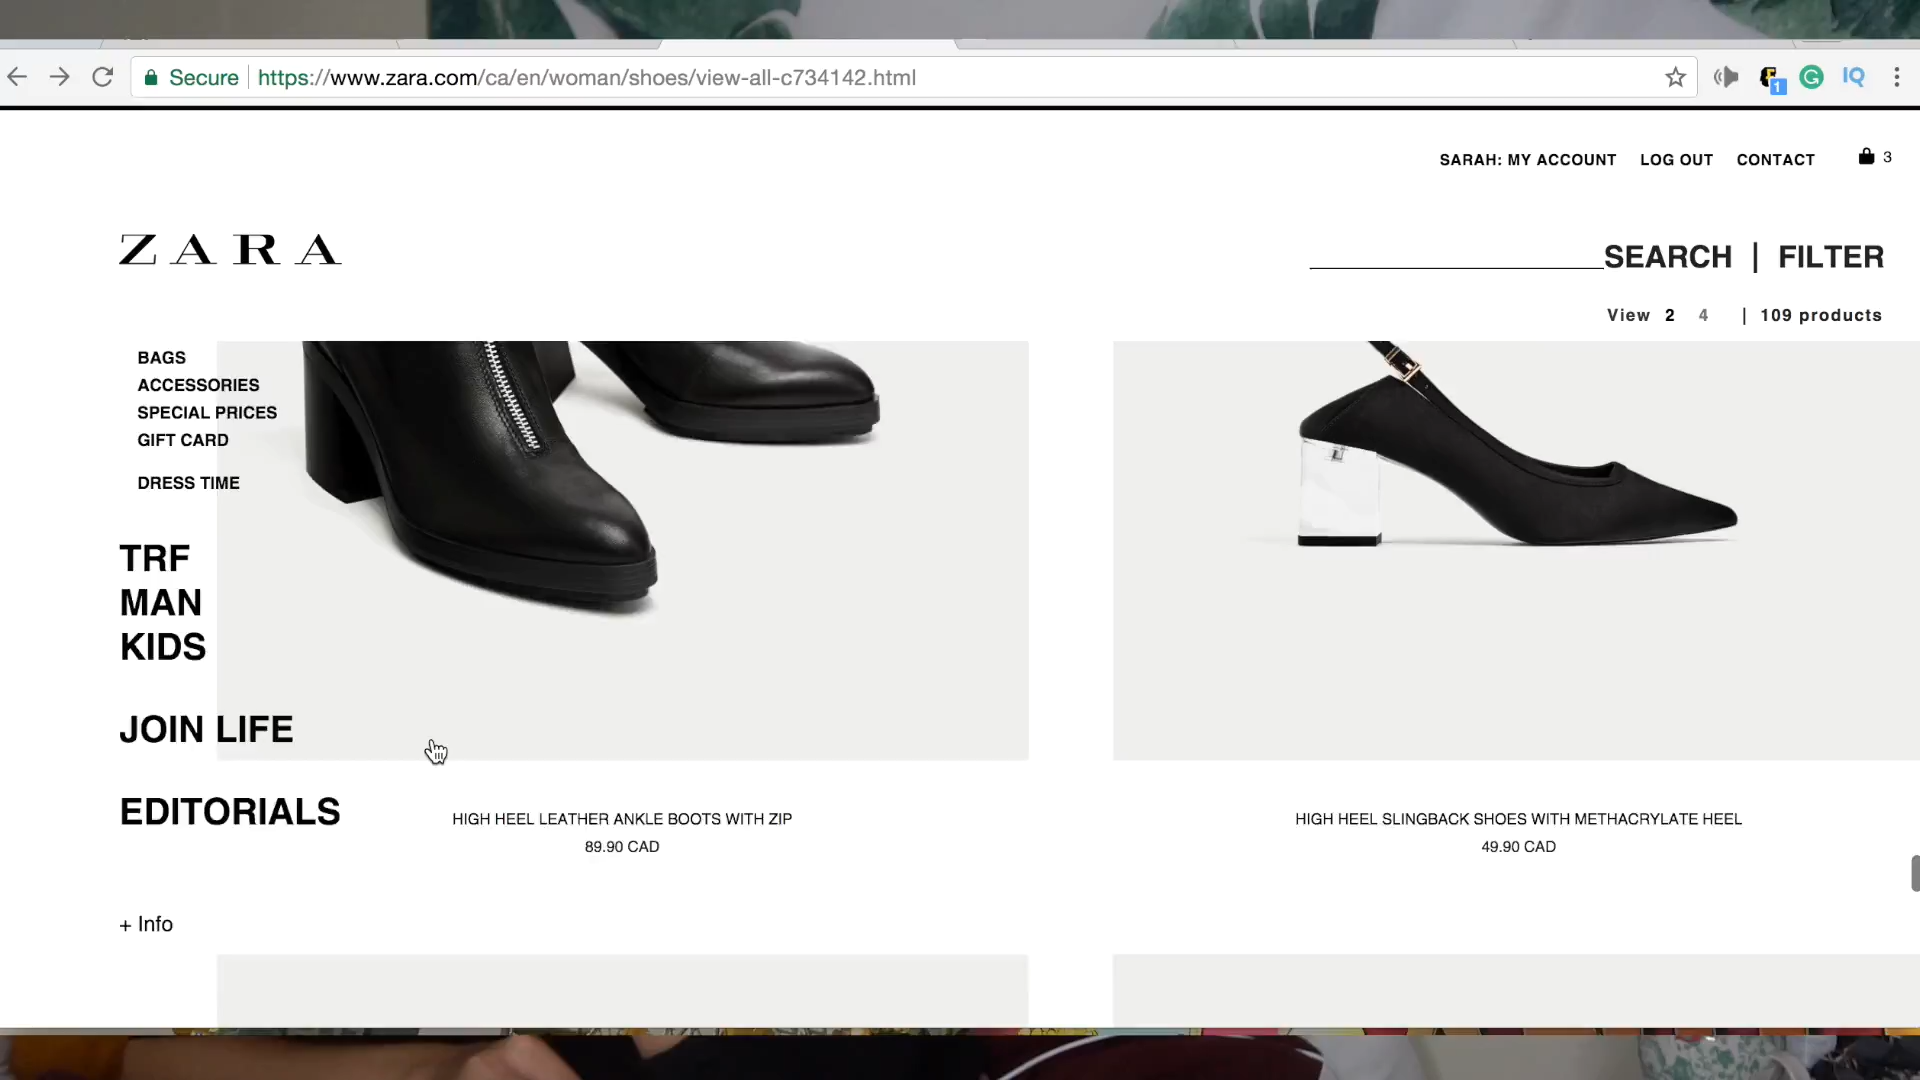 Secure https://www.zara.com/ca/en/woman/shoes/view-all-c734142.html
1
IQ
SARAH: MY ACCOUNT LOG OUT CONTACT 3
ZARA
SEARCH | FILTER
View 2 4 | 109 products
BAGS
ACCESSORIES
SPECIAL PRICES
GIFT CARD
DRESS TIME
TRF
MAN
KIDS
JOIN LIFE
EDITORIALS
HIGH HEEL LEATHER ANKLE BOOTS WITH ZIP
89.90 CAD
HIGH HEEL SLINGBACK SHOES WITH METHACRYLATE HEEL
49.90 CAD
+ Info